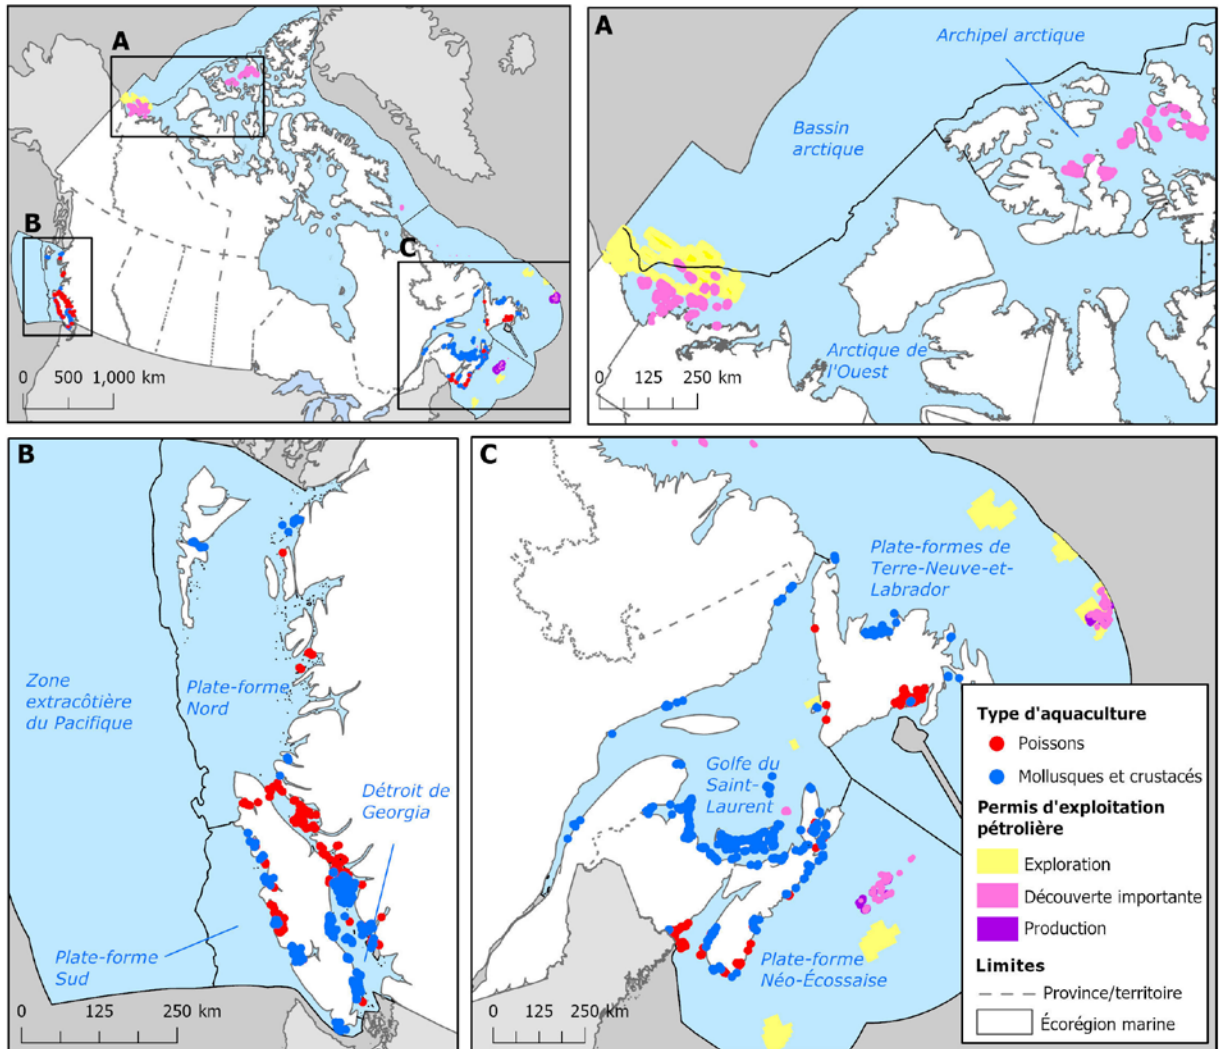 A
B
C
0 500 1,000 km
A
Archipel arctique
Bassin
arctique
Arctique de
l'Ouest
0 125 250 km
B
Zone
extracôtière
du Pacifique
Plate-forme
Nord
Détroit de
Georgia
Plate-forme
Sud
0 125 250 km
C
Plate-formes de
Terre-Neuve-et-
Labrador
Golfe du
Saint-
Laurent
Plate-forme
Néo-Écossaise
0 125 250 km
Type d'aquaculture
Poissons
Mollusques et crustacés
Permis d'exploitation
pétrolière
Exploration
Découverte importante
Production
Limites
Province/territoire
Écorégion marine